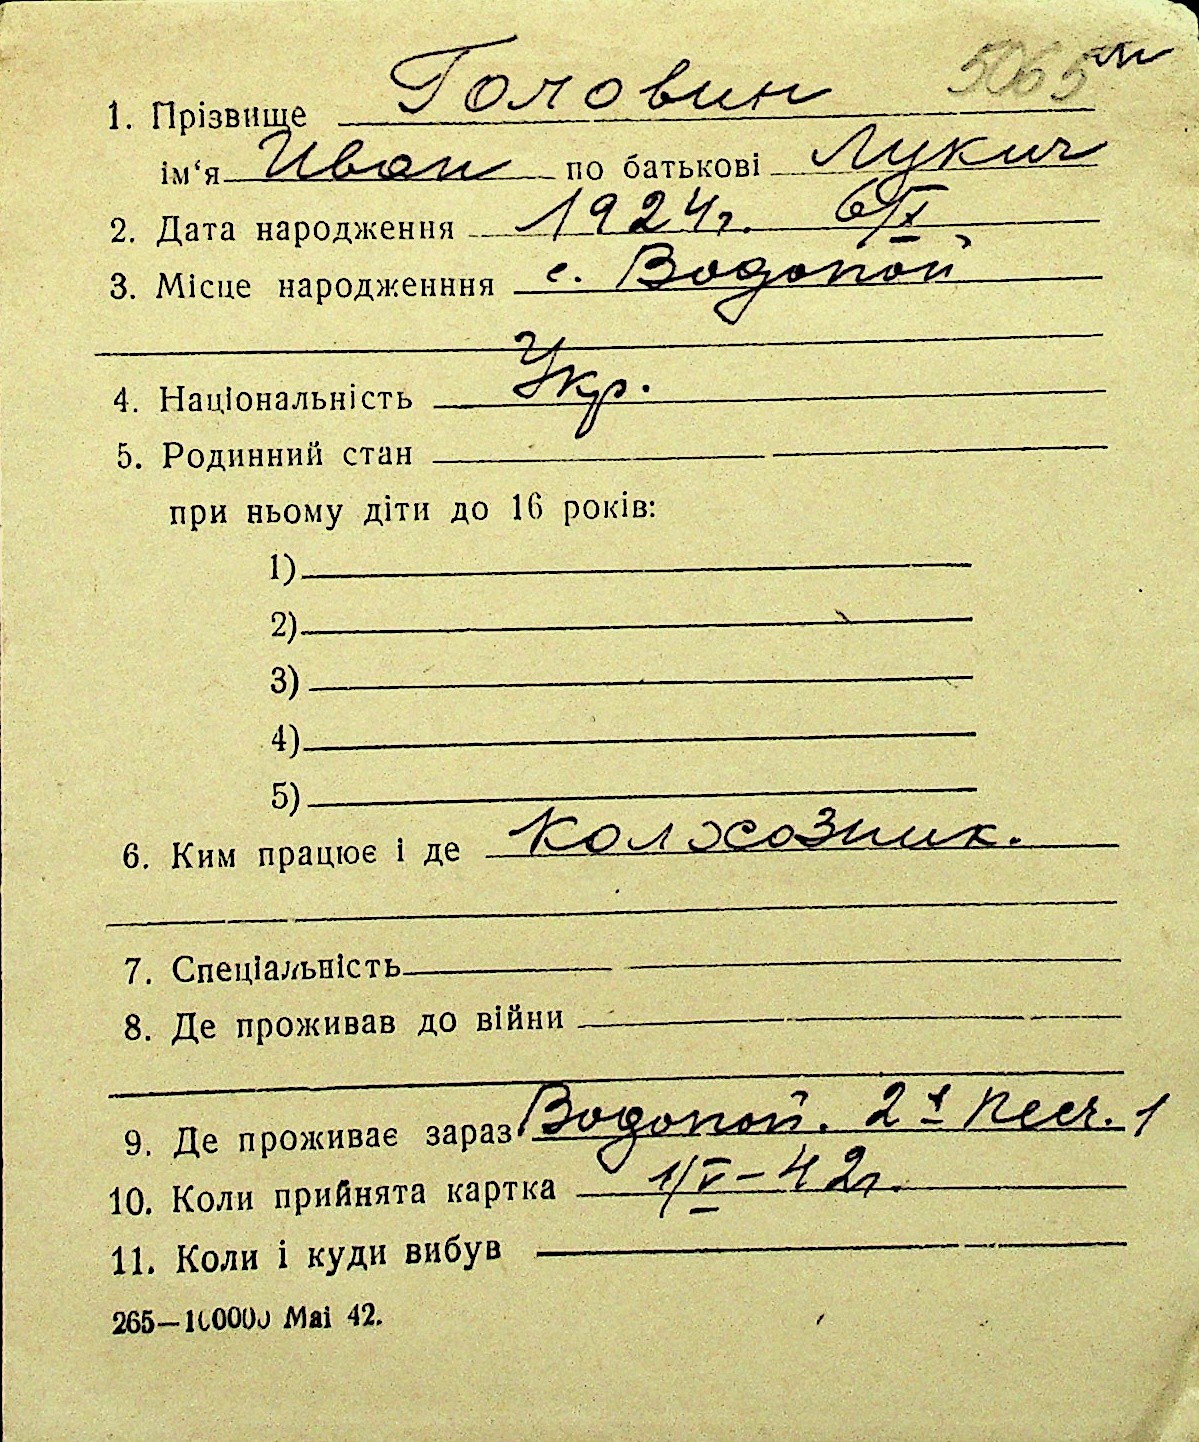 5065
1. Прізвище Головин
ім‘я Иван по батькові Лукич
2. Дата народження 1924г. 6/X
3. Місце народженння с. Водопой
4. Національність Укр.
5. Родинний стан
при ньому діти до 16 років:
1)
2)
3)
4)
5)
6. Ким працює і де Колхозник.
7. Спеціальність
8. Де проживав до війни
9. Де проживає зараз Водопой. 2я Песч. 1
10. Коли прийнята картка 1/V-42г.
11. Коли і куди вибув
265—100000 Mai 42.